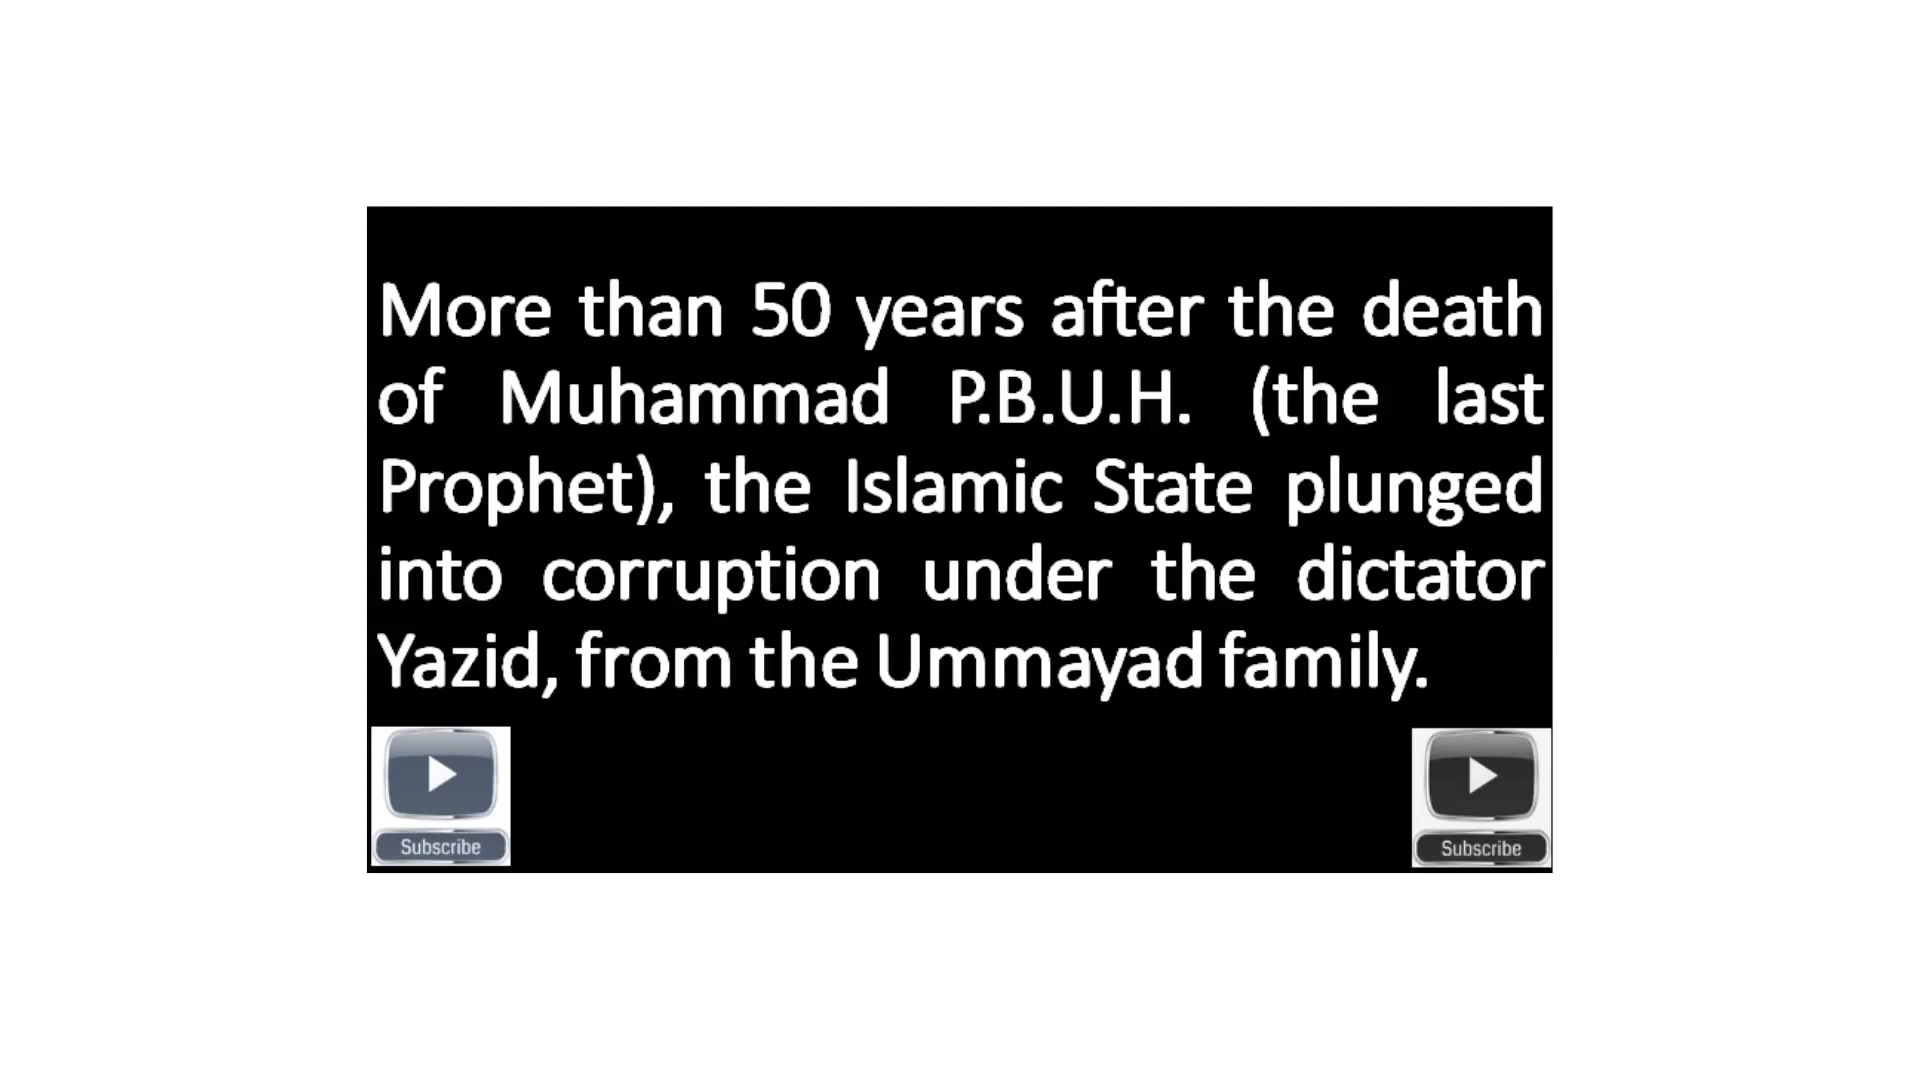 More than 50 years after the death
of Muhammad P.B.U.H. (the last
Prophet), the Islamic State plunged
into corruption under the dictator
Yazid, from the Ummayad family.
Subscribe
Subscribe